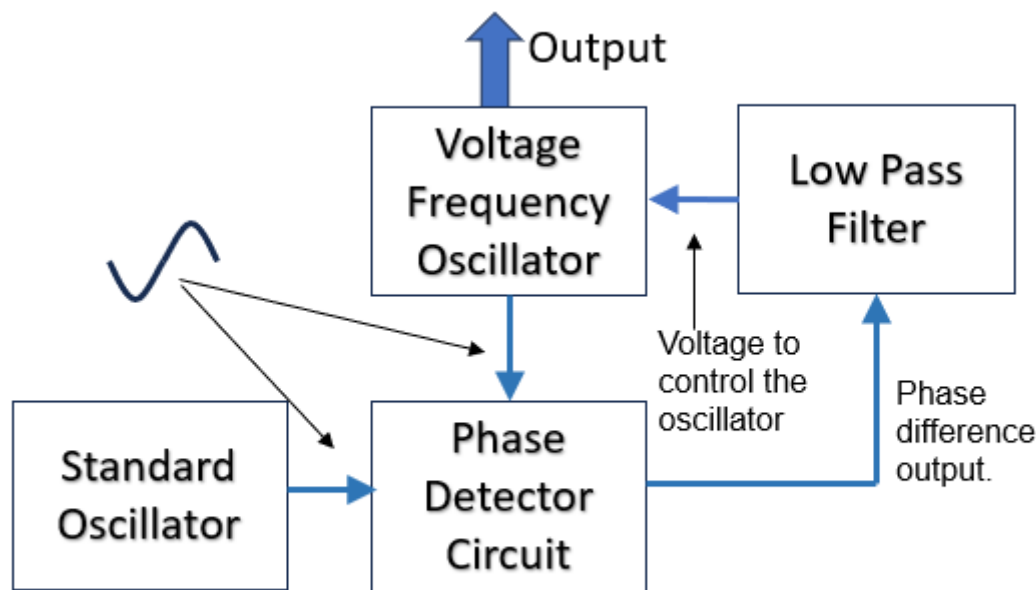 Output
Voltage
Frequency
Oscillator
Low Pass
Filter
Voltage to
control the
oscillator
Phase
difference
output.
Standard
Oscillator
Phase
Detector
Circuit